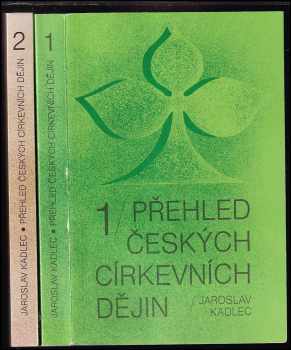 2
JAROSLAV KADLEC • PŘEHLED ČESKÝCH CÍRKEVNÍCH DĚJIN
1
JAROSLAV KADLEC • PŘEHLED ČESKÝCH CÍRKEVNÍCH DĚJIN
1/PŘEHLED
ČESKÝCH
CÍRKEVNÍCH
DĚJIN / JAROSLAV
KADLEC